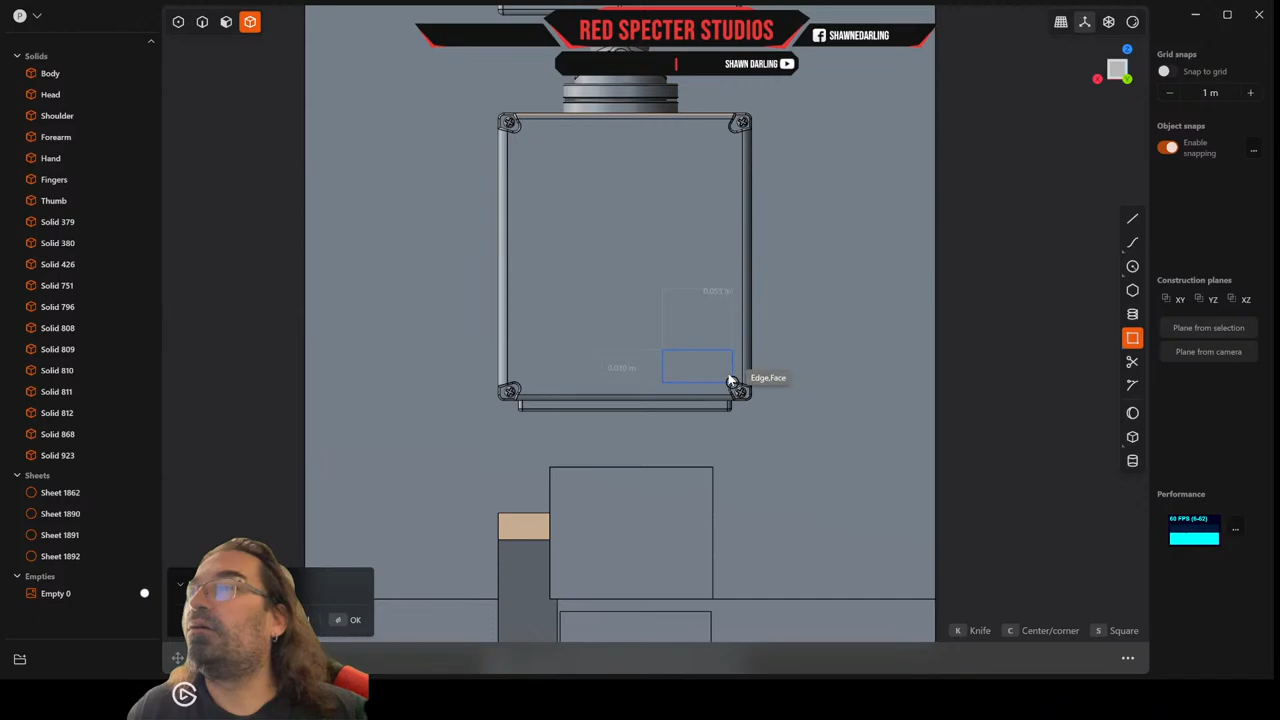 P
RED SPECTER STUDIOS
SHAWNEDARLING
SHAWN DARLING
Solids
Body
Head
Shoulder
Forearm
Hand
Fingers
Thumb
Solid 379
Solid 380
Solid 426
Solid 751
Solid 796
Solid 808
Solid 809
Solid 810
Solid 811
Solid 812
Solid 868
Solid 923
Sheets
Sheet 1862
Sheet 1890
Sheet 1891
Sheet 1892
Empties
Empty 0
Edge,Face
OK
K Knife C Center/corner S Square
Z
X
Y
Grid snaps
Snap to grid
1 m
Object snaps
Enable
snapping
Construction planes
XY YZ XZ
Plane from selection
Plane from camera
Performance
60 FPS (6-62)